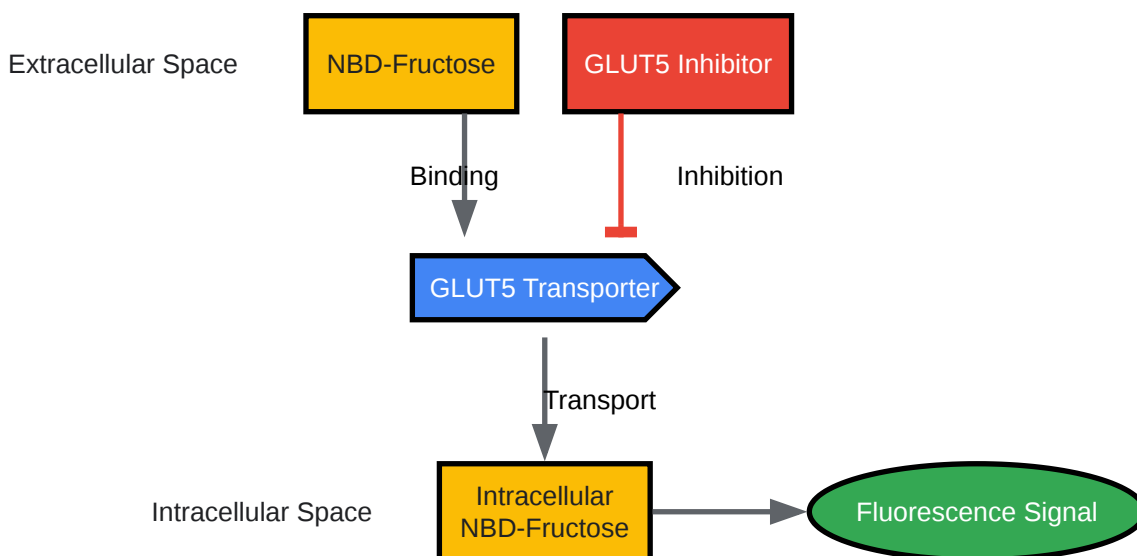 Extracellular Space
NBD-Fructose
GLUT5 Inhibitor
Binding
Inhibition
GLUT5 Transporter
Transport
Intracellular Space
Intracellular
NBD-Fructose
Fluorescence Signal